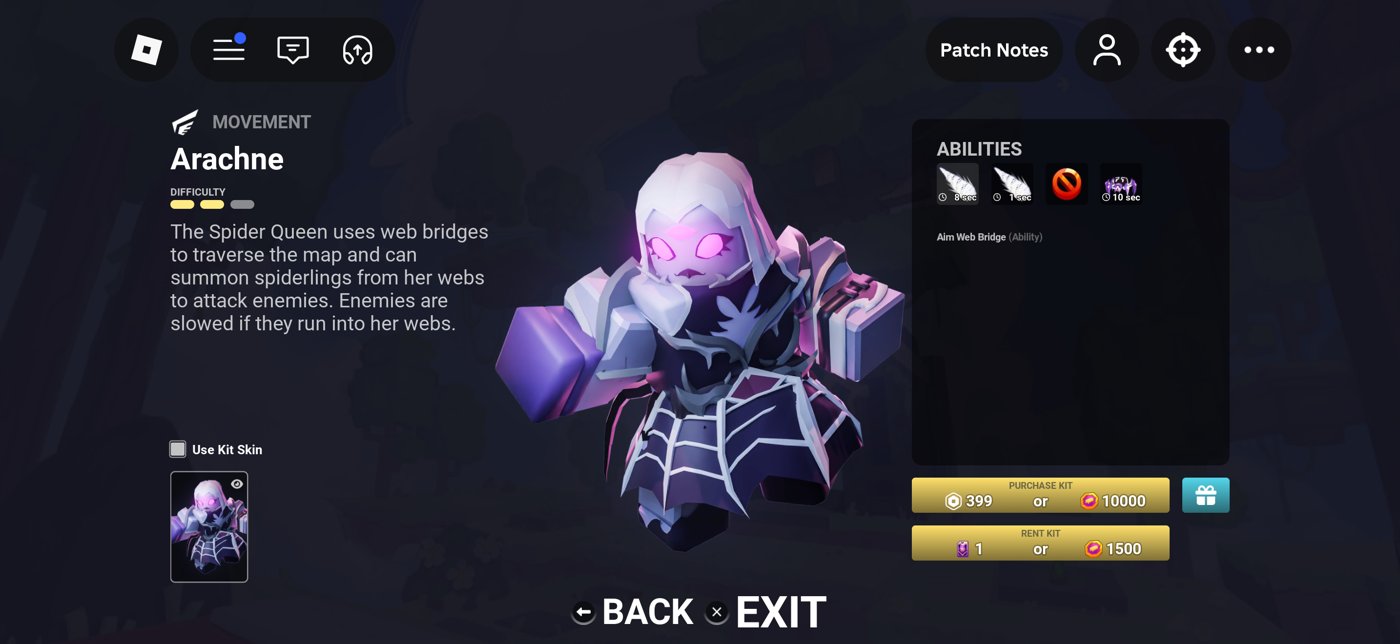 Patch Notes
MOVEMENT
Arachne
DIFFICULTY
The Spider Queen uses web bridges
to traverse the map and can
summon spiderlings from her webs
to attack enemies. Enemies are
slowed if they run into her webs.
Use Kit Skin
ABILITIES
8 sec
1 sec
10 sec
Aim Web Bridge (Ability)
PURCHASE KIT
399 or 10000
RENT KIT
1 or 1500
BACK EXIT